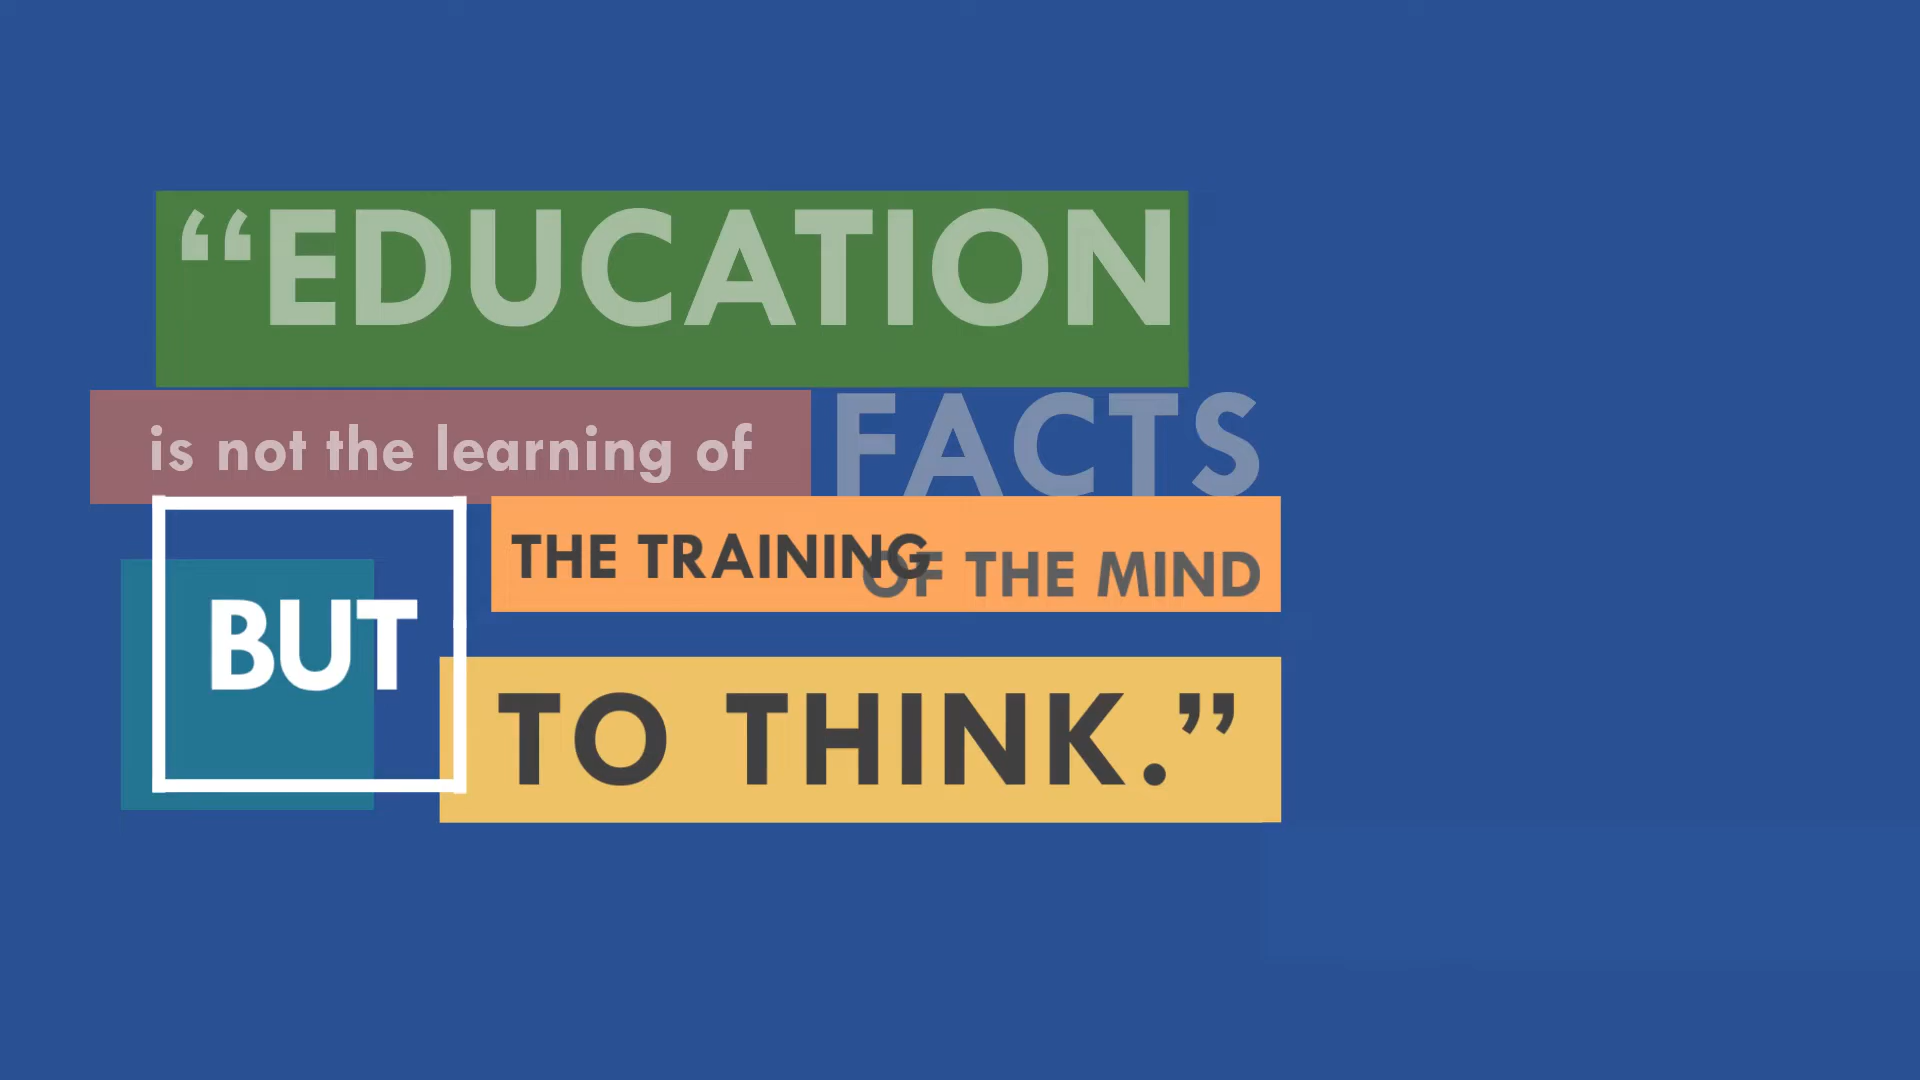 “EDUCATION
is not the learning of FACTS
BUT
THE TRAINING OF THE MIND
TO THINK.”